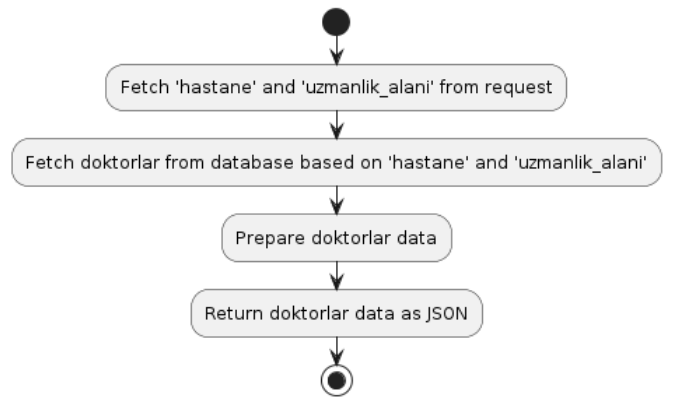 Fetch 'hastane' and 'uzmanlik_alani' from request
Fetch doktorlar from database based on 'hastane' and 'uzmanlik_alani'
Prepare doktorlar data
Return doktorlar data as JSON